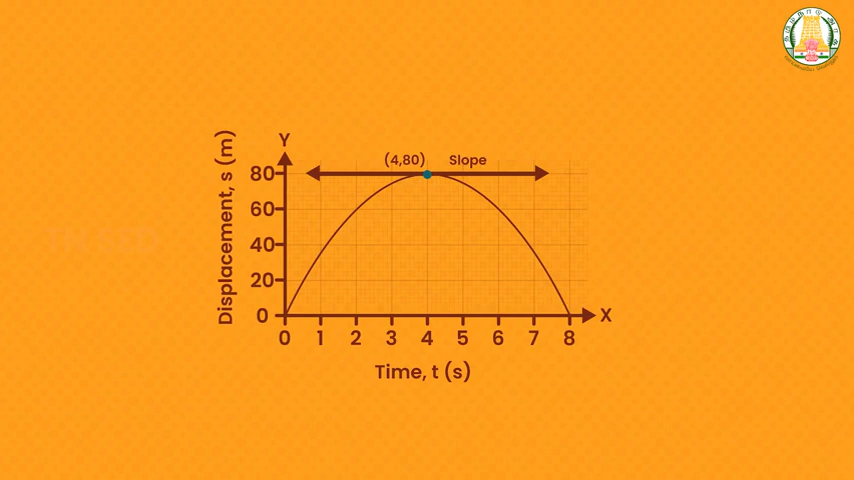 Y
Displacement, s (m)
(4,80) Slope
80
60
40
20
0
X
0 1 2 3 4 5 6 7 8
Time, t (s)